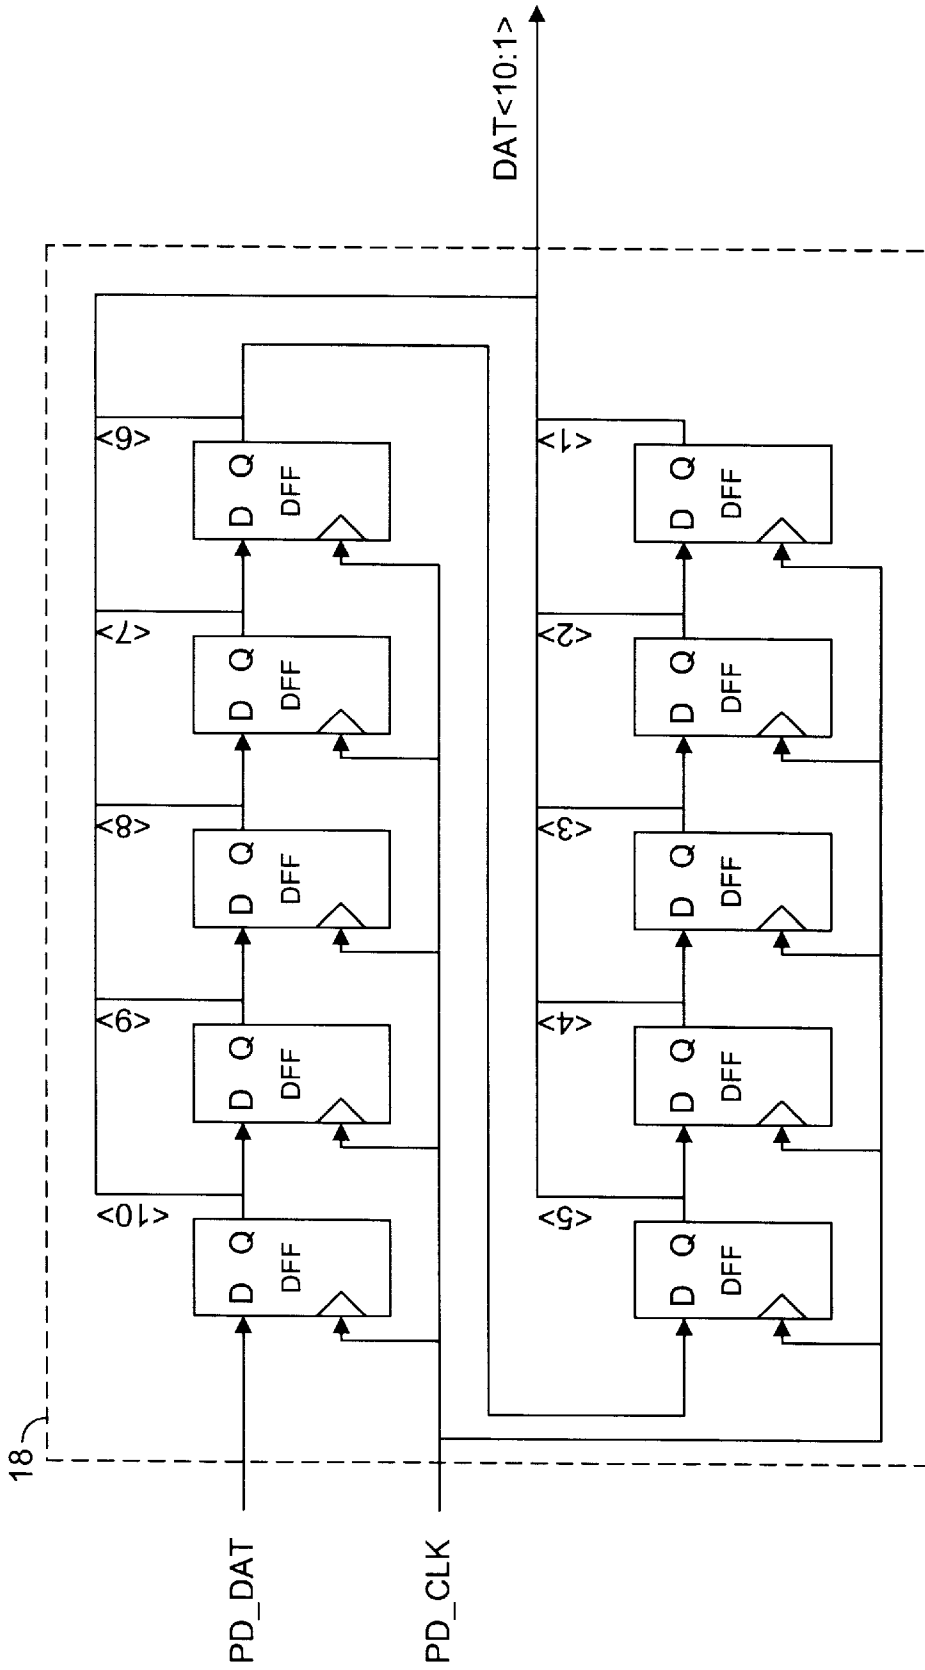 18
PD_DAT
D Q
DFF
<10>
D Q
DFF
<9>
D Q
DFF
<8>
D Q
DFF
<7>
D Q
DFF
<6>
PD_CLK
DAT<10:1>
D Q
DFF
<5>
D Q
DFF
<4>
D Q
DFF
<3>
D Q
DFF
<2>
D Q
DFF
<1>